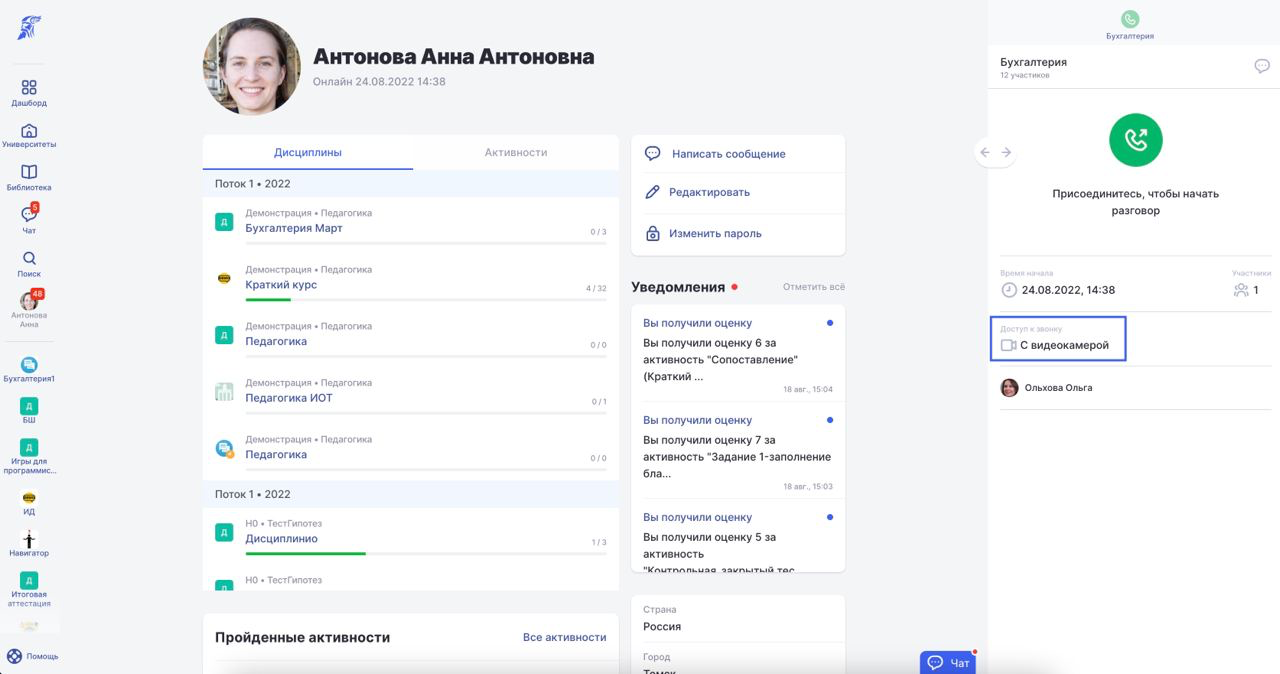 Дашборд
Университеты
Библиотека
5
Чат
Поиск
48
Антонова
Анна
Бухгалтерия1
Д
БШ
Д
Игры для
программис...
ИД
Навигатор
Д
Итоговая
аттестация
Помощь
Антонова Анна Антоновна
Онлайн 24.08.2022 14:38
Дисциплины
Активности
Поток 1 • 2022
Д
Демонстрация • Педагогика
Бухгалтерия Март
0 / 3
Демонстрация • Педагогика
Краткий курс
4 / 32
Д
Демонстрация • Педагогика
Педагогика
0 / 0
Демонстрация • Педагогика
Педагогика ИОТ
0 / 1
Демонстрация • Педагогика
Педагогика
0 / 0
Поток 1 • 2022
Д
Н0 • ТестГипотез
Дисциплинио
1 / 3
Д
Н0 • ТестГипотез
Пройденные активности
Все активности
Написать сообщение
Редактировать
Изменить пароль
Уведомления
Отметить всё
Вы получили оценку
Вы получили оценку 6 за
активность "Сопоставление"
(Краткий ...
18 авг., 15:04
Вы получили оценку
Вы получили оценку 7 за
активность "Задание 1-заполнение
бла...
18 авг., 15:03
Вы получили оценку
Вы получили оценку 5 за
активность
"Контрольная_закрытый тес
Страна
Россия
Город
Томск
Чат
Бухгалтерия
Бухгалтерия
12 участиков
Присоединитесь, чтобы начать
разговор
Время начала
24.08.2022, 14:38
Участники
1
Доступ к звонку
С видеокамерой
Ольхова Ольга